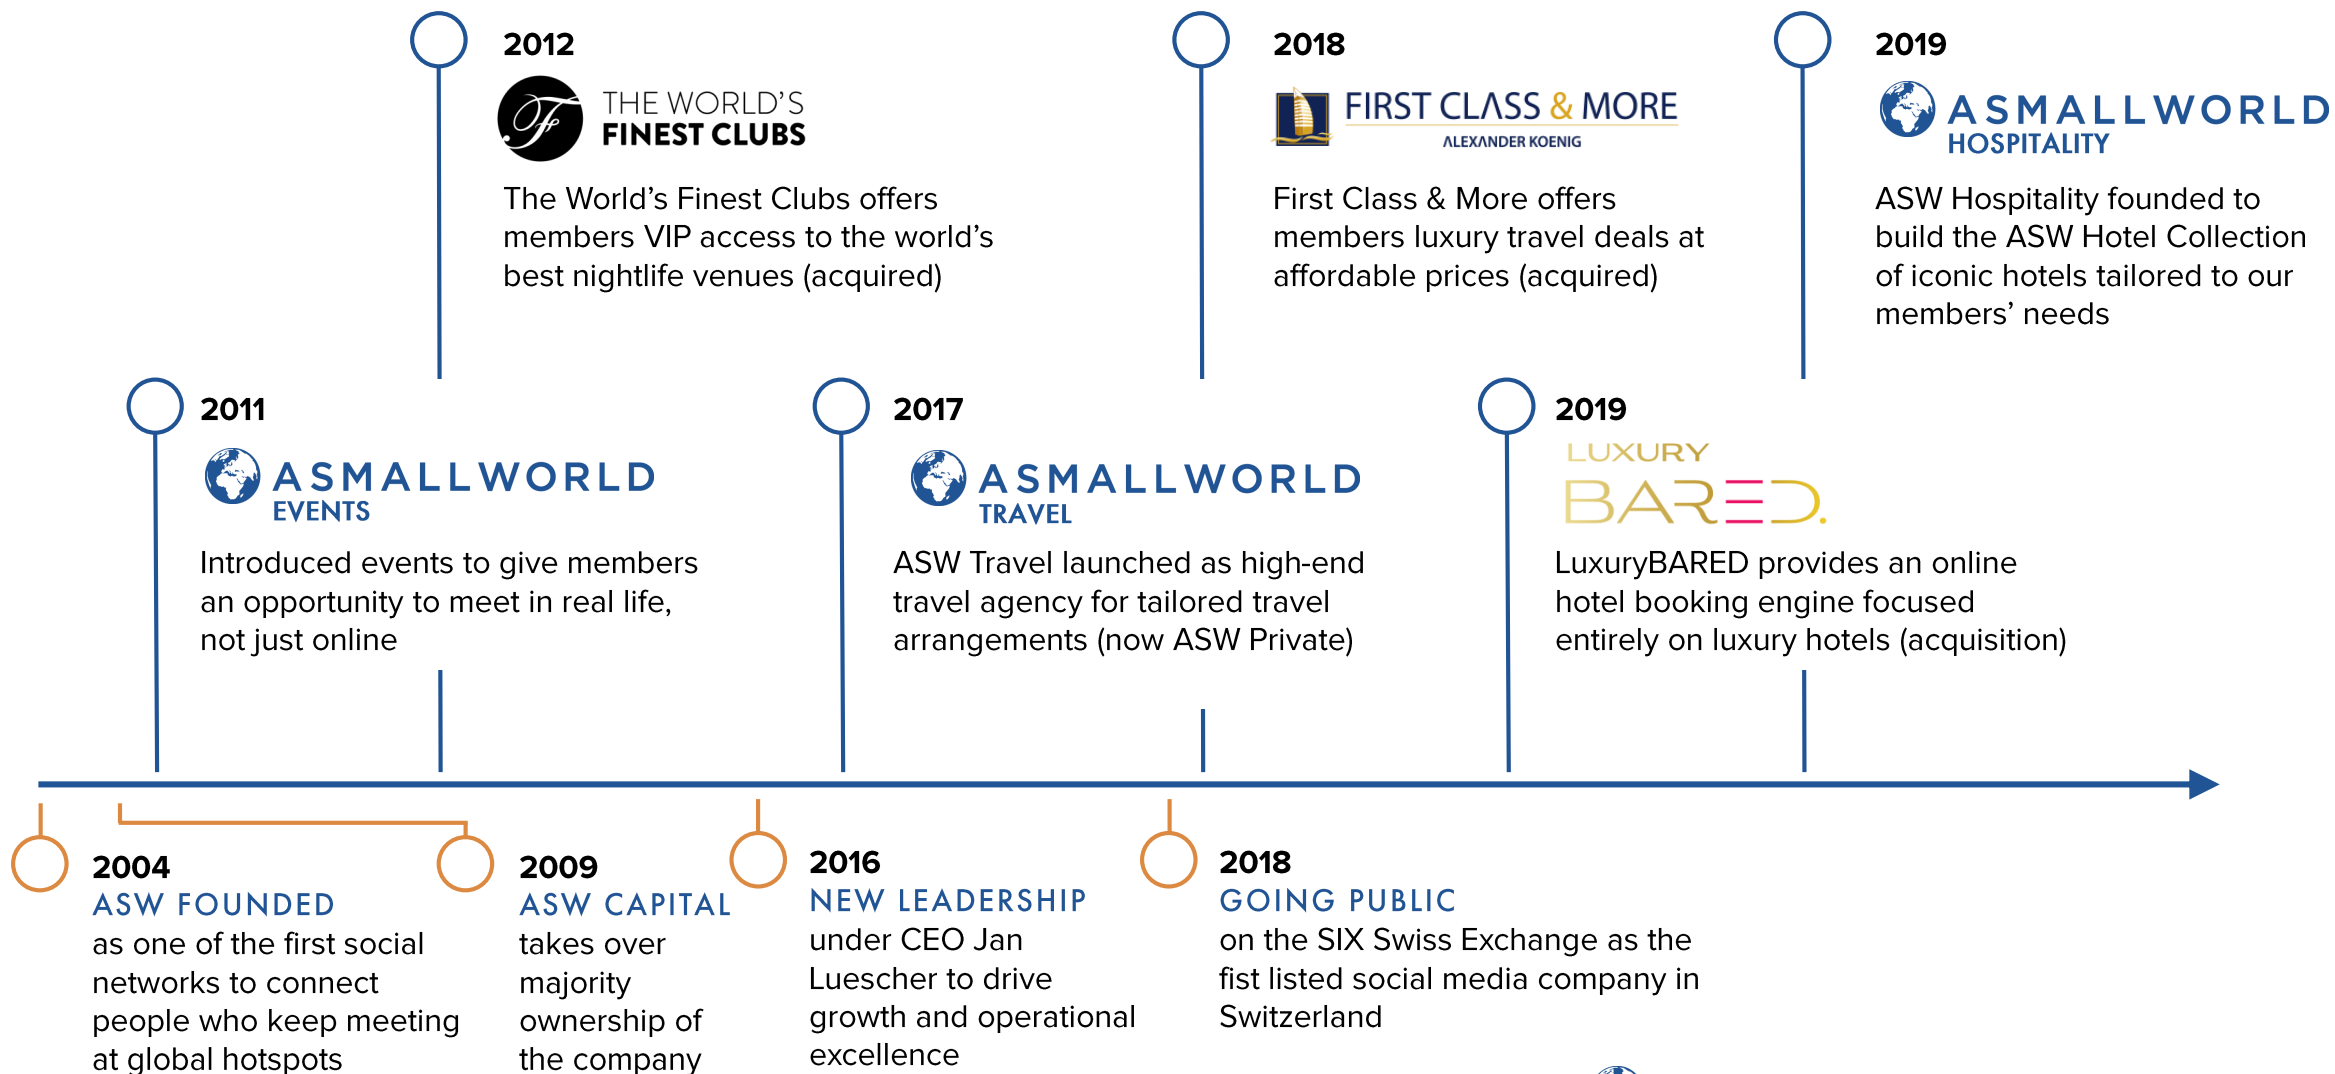 2012
THE WORLD'S
FINEST CLUBS
The World's Finest Clubs offers
members VIP access to the world's
best nightlife venues (acquired)
2018
FIRST CLASS & MORE
ALEXANDER KOENIG
First Class & More offers
members luxury travel deals at
affordable prices (acquired)
2019
ASMALLWORLD
HOSPITALITY
ASW Hospitality founded to
build the ASW Hotel Collection
of iconic hotels tailored to our
members' needs
2011
ASMALLWORLD
EVENTS
Introduced events to give members
an opportunity to meet in real life,
not just online
2017
ASMALLWORLD
TRAVEL
ASW Travel launched as high-end
travel agency for tailored travel
arrangements (now ASW Private)
2019
LUXURY
BARED.
LuxuryBARED provides an online
hotel booking engine focused
entirely on luxury hotels (acquisition)
2004
ASW FOUNDED
as one of the first social
networks to connect
people who keep meeting
at global hotspots
2009
ASW CAPITAL
takes over
majority
ownership of
the company
2016
NEW LEADERSHIP
under CEO Jan
Luescher to drive
growth and operational
excellence
2018
GOING PUBLIC
on the SIX Swiss Exchange as the
fist listed social media company in
Switzerland